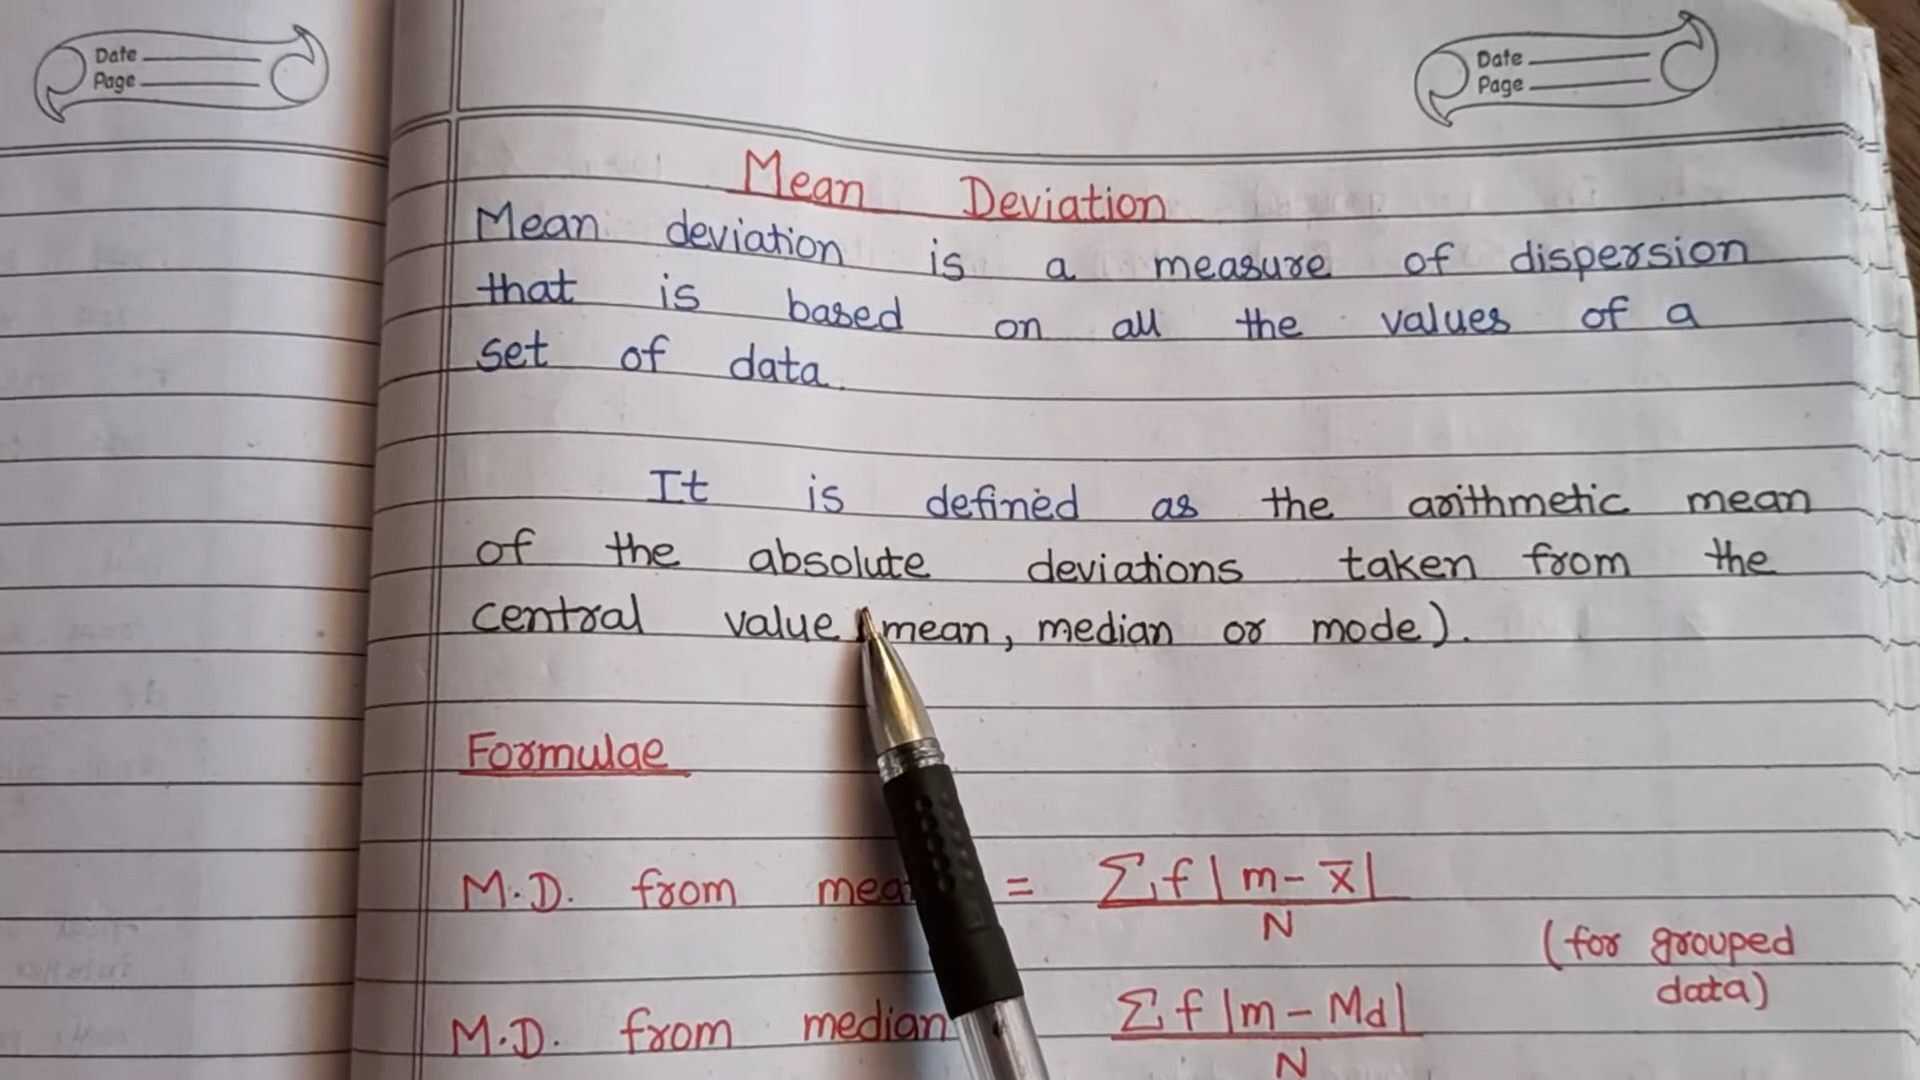 Date
Page
Date
Page
Mean Deviation
Mean deviation is a measure of dispersion
that is based on all the values of a
set of data.
It is defined as the arithmetic mean
of the absolute deviations taken from the
central value (mean, median or mode).
Formulae
M.D. from mean = Σf|m-x̄|
N
(for grouped
data)
M.D. from median Σf|m-Md|
N